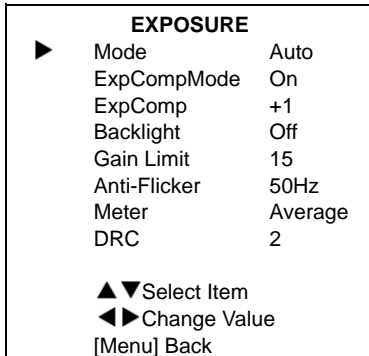 EXPOSURE
▶ Mode Auto
ExpCompMode On
ExpComp +1
Backlight Off
Gain Limit 15
Anti-Flicker 50Hz
Meter Average
DRC 2
▲▼Select Item
◀▶Change Value
[Menu] Back